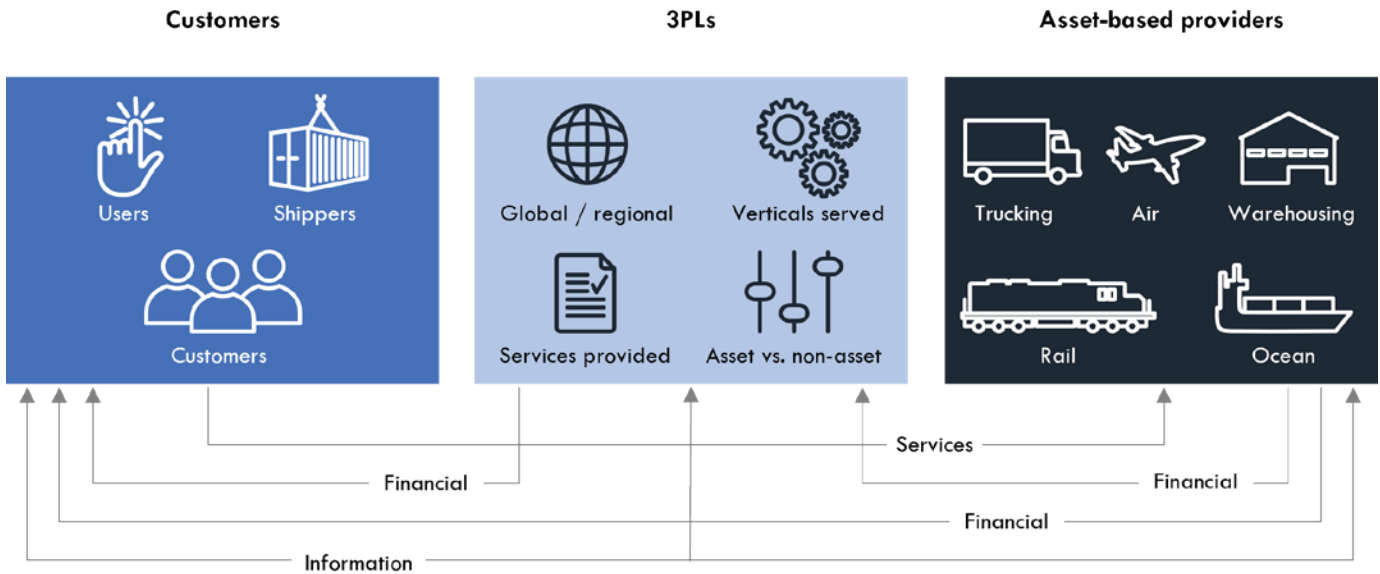 Customers
3PLs
Asset-based providers
Users
Shippers
Customers
Global / regional
Verticals served
Services provided
Asset vs. non-asset
Trucking
Air
Warehousing
Rail
Ocean
Services
Financial
Financial
Financial
Information